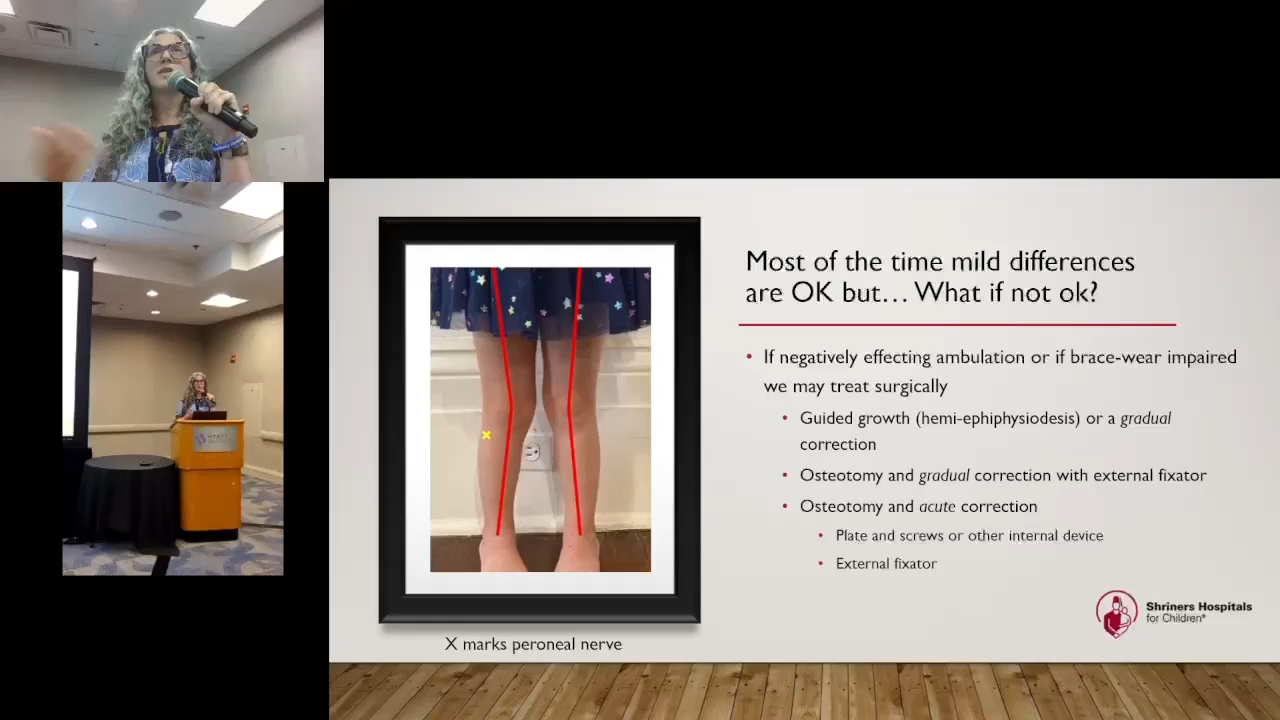 Most of the time mild differences
are OK but... What if not ok?
• If negatively effecting ambulation or if brace-wear impaired
we may treat surgically
• Guided growth (hemi-ephiphysiodesis) or a gradual
correction
• Osteotomy and gradual correction with external fixator
• Osteotomy and acute correction
• Plate and screws or other internal device
• External fixator
X marks peroneal nerve
Shriners Hospitals
for Children®
HYATT